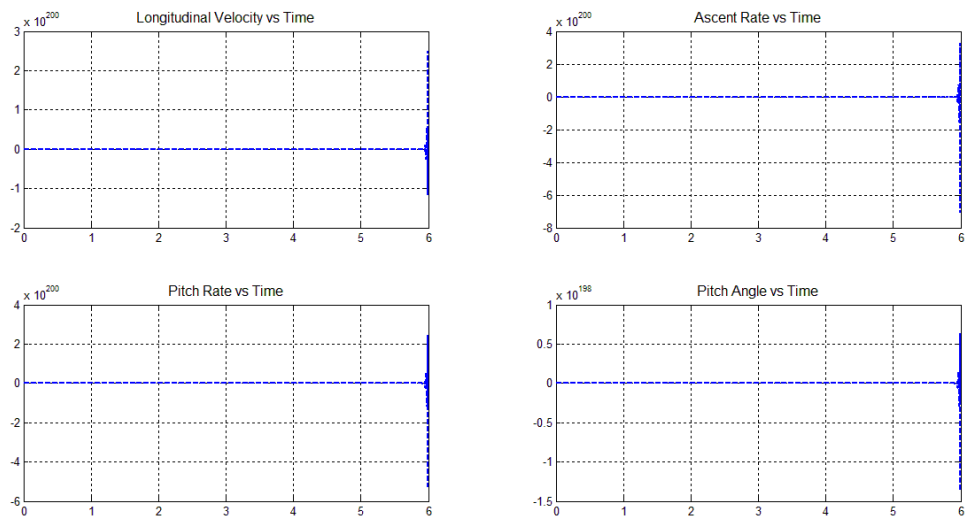 Longitudinal Velocity vs Time
x 10^200
3
2
1
0
-1
-2
0 1 2 3 4 5 6
Ascent Rate vs Time
x 10^200
4
2
0
-2
-4
-6
-8
0 1 2 3 4 5 6
Pitch Rate vs Time
x 10^200
4
2
0
-2
-4
-6
0 1 2 3 4 5 6
Pitch Angle vs Time
x 10^198
1
0.5
0
-0.5
-1
-1.5
0 1 2 3 4 5 6